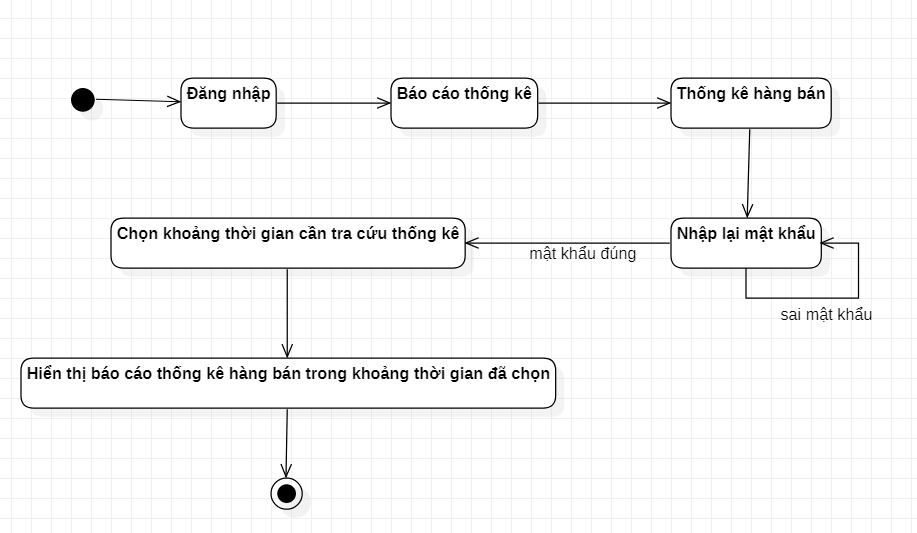 Đăng nhập
Báo cáo thống kê
Thống kê hàng bán
Nhập lại mật khẩu
sai mật khẩu
mật khẩu đúng
Chọn khoảng thời gian cần tra cứu thống kê
Hiển thị báo cáo thống kê hàng bán trong khoảng thời gian đã chọn